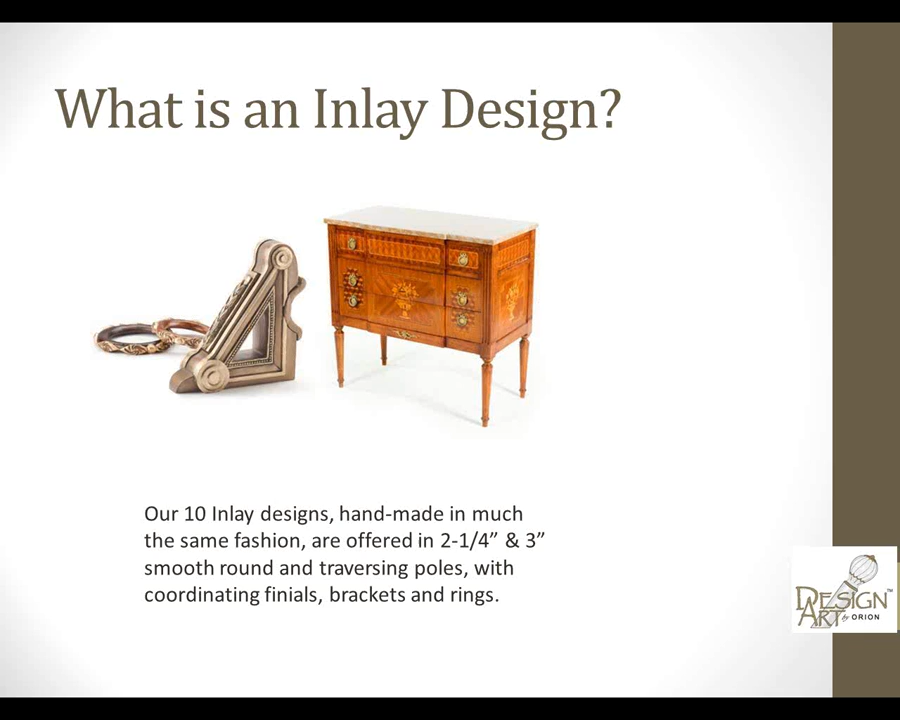 What is an Inlay Design?
Our 10 Inlay designs, hand-made in much
the same fashion, are offered in 2-1/4” & 3”
smooth round and traversing poles, with
coordinating finials, brackets and rings.
DESIGN™
ART by ORION